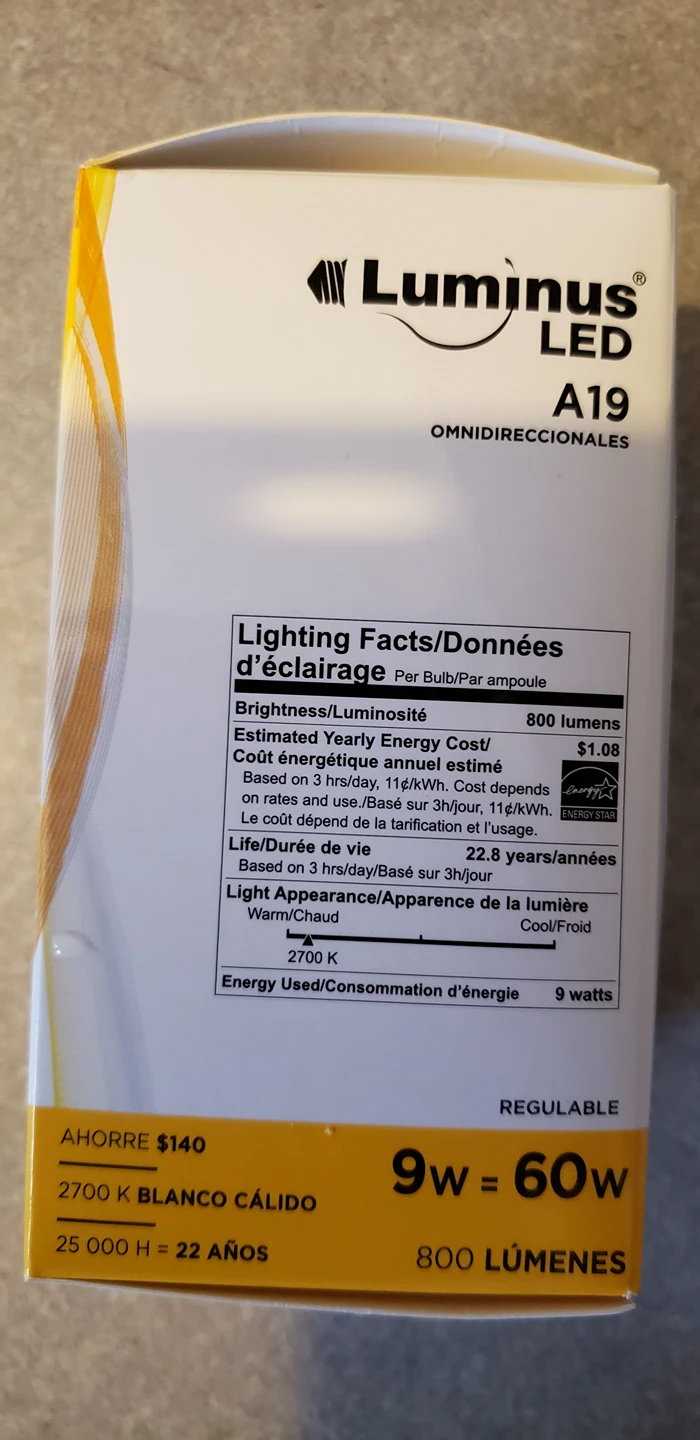 Luminus®
LED
A19
OMNIDIRECCIONALES
Lighting Facts/Données
d'éclairage Per Bulb/Par ampoule
Brightness/Luminosité 800 lumens
Estimated Yearly Energy Cost/ $1.08
Coût énergétique annuel estimé
Based on 3 hrs/day, 11¢/kWh. Cost depends
on rates and use./Basé sur 3h/jour, 11¢/kWh.
Le coût dépend de la tarification et l'usage.
energy
ENERGY STAR
Life/Durée de vie 22.8 years/années
Based on 3 hrs/day/Basé sur 3h/jour
Light Appearance/Apparence de la lumière
Warm/Chaud Cool/Froid
2700 K
Energy Used/Consommation d'énergie 9 watts
REGULABLE
AHORRE $140
2700 K BLANCO CÁLIDO
25 000 H = 22 AÑOS
9W = 60W
800 LÚMENES